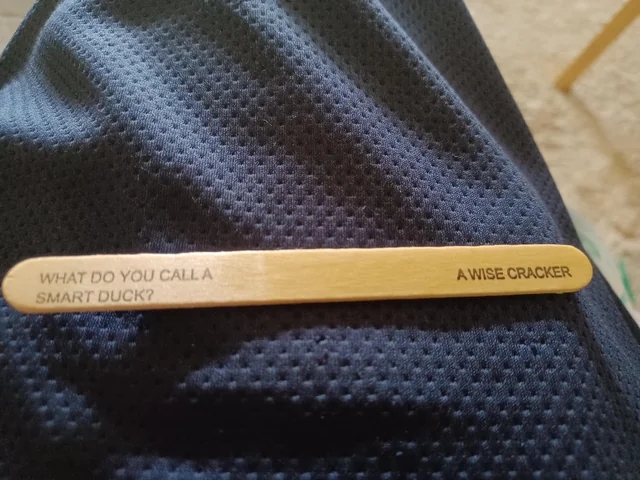 WHAT DO YOU CALL A
SMART DUCK?
A WISE CRACKER